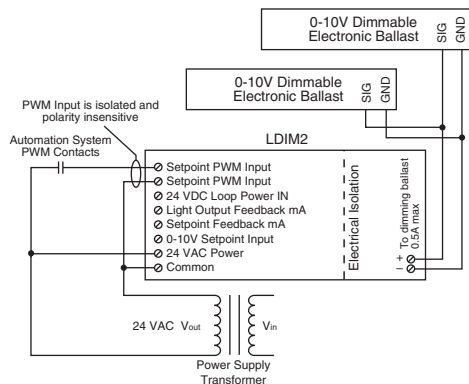 0-10V Dimmable
Electronic Ballast
SIG
GND
0-10V Dimmable
Electronic Ballast
SIG
GND
PWM Input is isolated and
polarity insensitive
Automation System
PWM Contacts
LDIM2
Setpoint PWM Input
Setpoint PWM Input
24 VDC Loop Power IN
Light Output Feedback mA
Setpoint Feedback mA
0-10V Setpoint Input
24 VAC Power
Common
Electrical Isolation
To dimming ballast
0.5A max
+
–
24 VAC Vout
Vin
Power Supply
Transformer